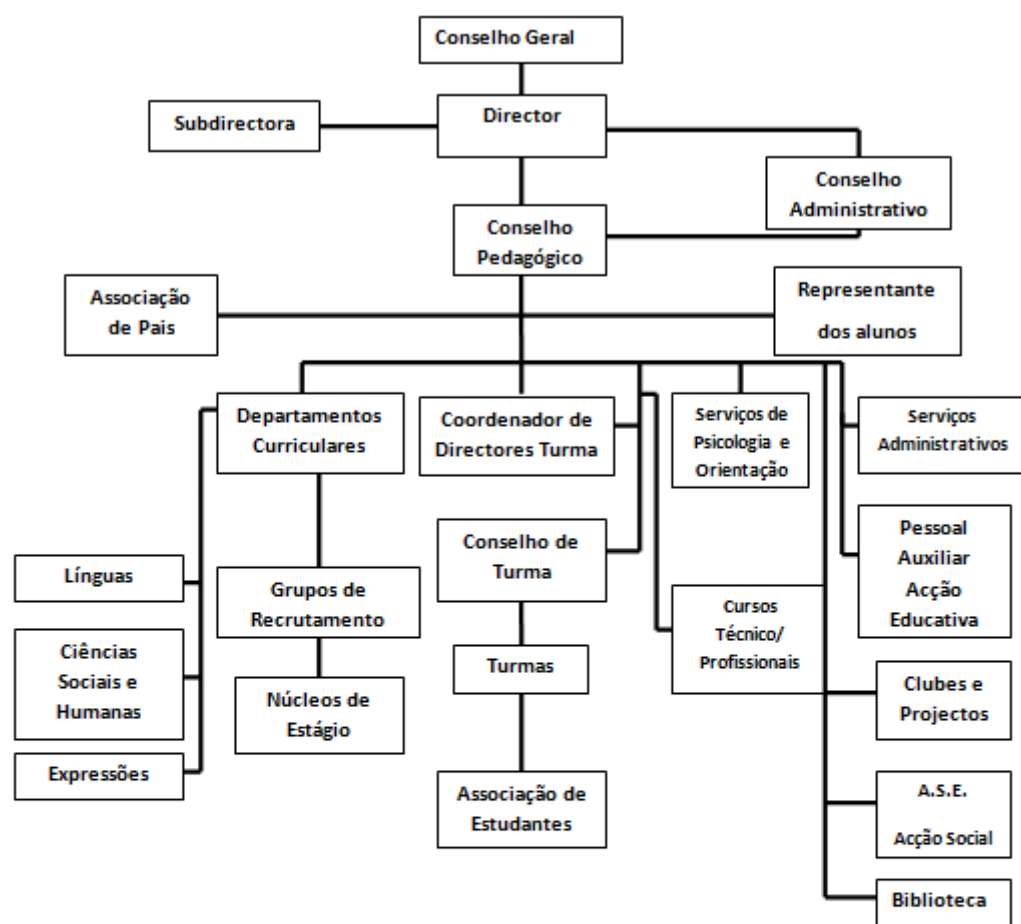 Conselho Geral
Subdirectora
Director
Conselho
Administrativo
Conselho
Pedagógico
Associação
de Pais
Representante
dos alunos
Departamentos
Curriculares
Coordenador de
Directores Turma
Serviços de
Psicologia e
Orientação
Serviços
Administrativos
Línguas
Grupos de
Recrutamento
Conselho de
Turma
Pessoal
Auxiliar
Acção
Educativa
Ciências
Sociais e
Humanas
Núcleos de
Estágio
Turmas
Cursos
Técnico/
Profissionais
Clubes e
Projectos
Expressões
Associação de
Estudantes
A.S.E.
Acção Social
Biblioteca